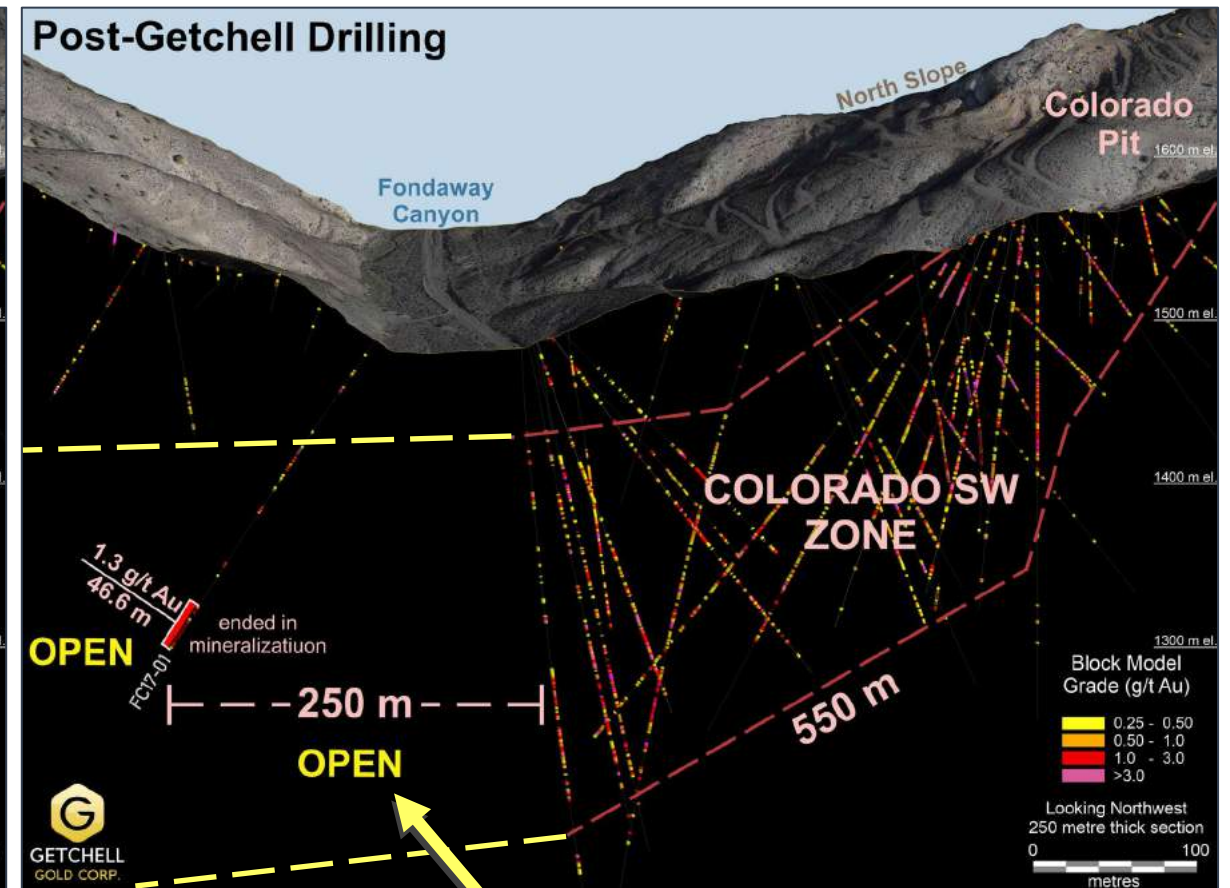 Post-Getchell Drilling
North Slope
Colorado
Pit
1600 m el.
Fondaway
Canyon
1500 m el.
COLORADO SW
ZONE
1400 m el.
1.3 g/t Au
46.6 m
ended in
mineralizatiuon
OPEN
FC17-01
1300 m el.
250 m
550 m
OPEN
Block Model
Grade (g/t Au)
0.25 - 0.50
0.50 - 1.0
1.0 - 3.0
>3.0
Looking Northwest
250 metre thick section
0 100
metres
G
GETCHELL
GOLD CORP.